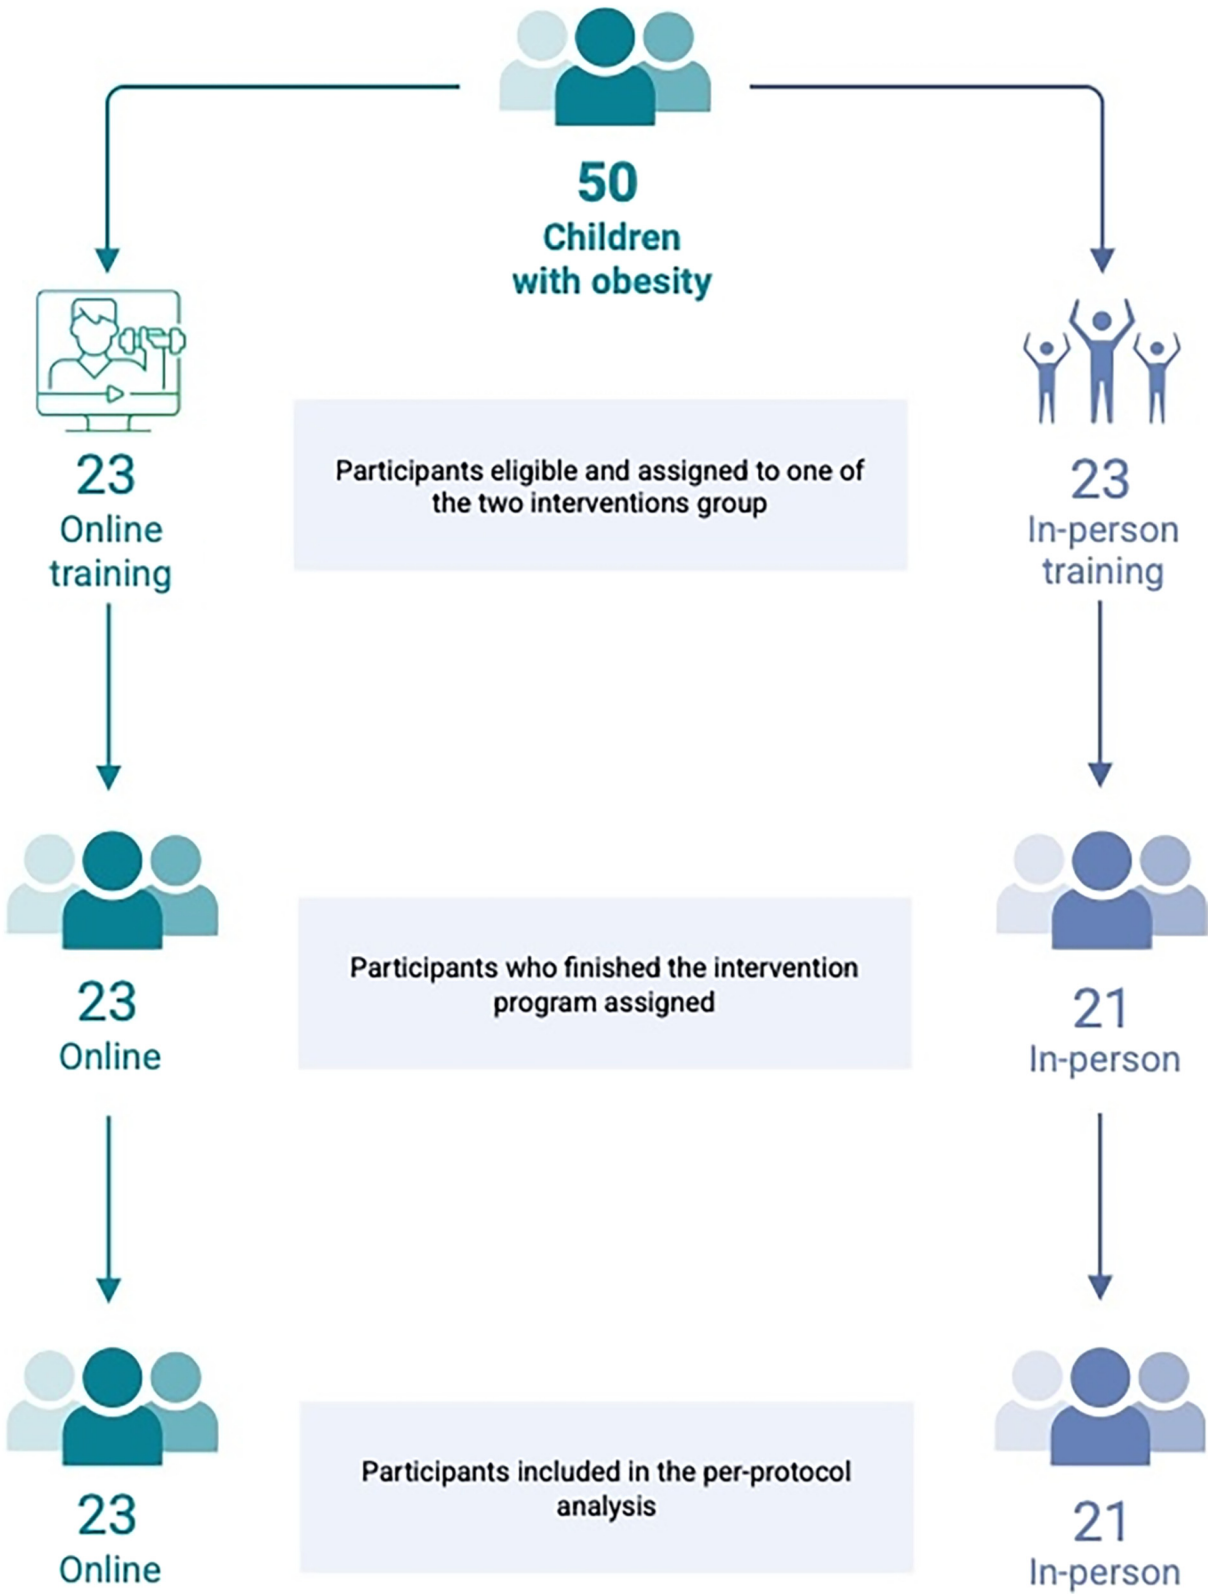 50
Children
with obesity
23
Online
training
Participants eligible and assigned to one of
the two interventions group
23
In-person
training
23
Online
Participants who finished the intervention
program assigned
21
In-person
23
Online
Participants included in the per-protocol
analysis
21
In-person